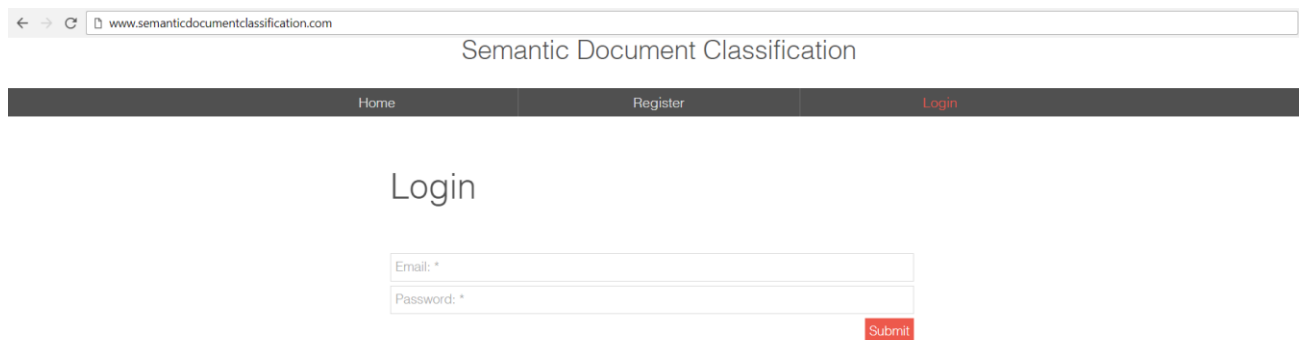 www.semanticdocumentclassification.com
Semantic Document Classification
Home Register Login
Login
Email: *
Password: *
Submit